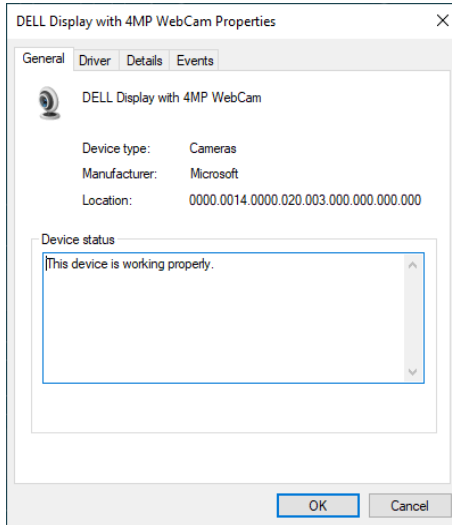 DELL Display with 4MP WebCam Properties
General Driver Details Events
DELL Display with 4MP WebCam
Device type: Cameras
Manufacturer: Microsoft
Location: 0000.0014.0000.020.003.000.000.000.000
Device status
This device is working properly.
OK Cancel